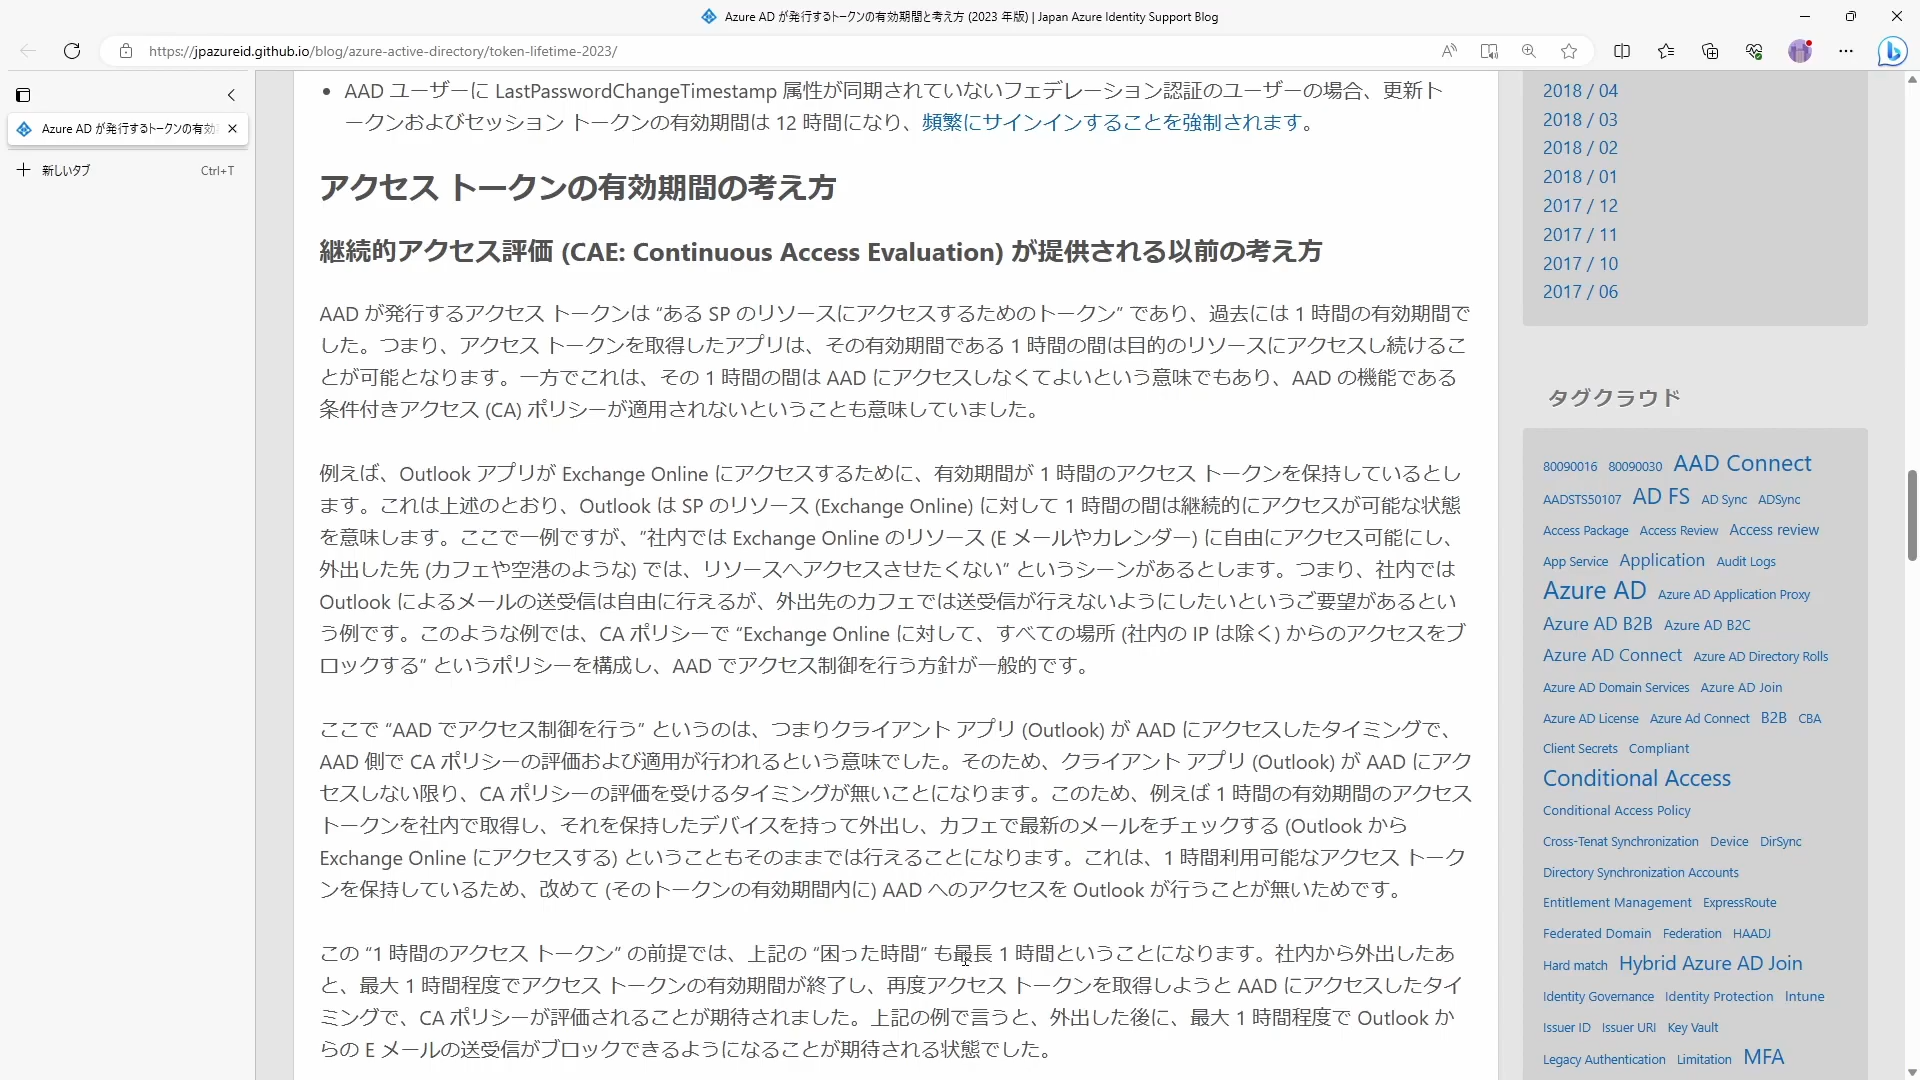 Azure AD が発行するトークンの有効期間と考え方 (2023 年版) | Japan Azure Identity Support Blog
https://jpazureid.github.io/blog/azure-active-directory/token-lifetime-2023/
Azure AD が発行するトークンの有効
新しいタブ Ctrl+T
• AAD ユーザーに LastPasswordChangeTimestamp 属性が同期されていないフェデレーション認証のユーザーの場合、更新ト
ークンおよびセッション トークンの有効期間は 12 時間になり、頻繁にサインインすることを強制されます。
アクセス トークンの有効期間の考え方
継続的アクセス評価 (CAE: Continuous Access Evaluation) が提供される以前の考え方
AAD が発行するアクセス トークンは “ある SP のリソースにアクセスするためのトークン” であり、過去には 1 時間の有効期間で
した。つまり、アクセス トークンを取得したアプリは、その有効期間である 1 時間の間は目的のリソースにアクセスし続けるこ
とが可能となります。一方でこれは、その 1 時間の間は AAD にアクセスしなくてよいという意味でもあり、AAD の機能である
条件付きアクセス (CA) ポリシーが適用されないということも意味していました。
例えば、Outlook アプリが Exchange Online にアクセスするために、有効期間が 1 時間のアクセス トークンを保持しているとし
ます。これは上述のとおり、Outlook は SP のリソース (Exchange Online) に対して 1 時間の間は継続的にアクセスが可能な状態
を意味します。ここで一例ですが、”社内では Exchange Online のリソース (E メールやカレンダー) に自由にアクセス可能にし、
外出した先 (カフェや空港のような) では、リソースへアクセスさせたくない” というシーンがあるとします。つまり、社内では
Outlook によるメールの送受信は自由に行えるが、外出先のカフェでは送受信が行えないようにしたいというご要望があるとい
う例です。このような例では、CA ポリシーで “Exchange Online に対して、すべての場所 (社内の IP は除く) からのアクセスをブ
ロックする” というポリシーを構成し、AAD でアクセス制御を行う方針が一般的です。
ここで “AAD でアクセス制御を行う” というのは、つまりクライアント アプリ (Outlook) が AAD にアクセスしたタイミングで、
AAD 側で CA ポリシーの評価および適用が行われるという意味でした。そのため、クライアント アプリ (Outlook) が AAD にアク
セスしない限り、CA ポリシーの評価を受けるタイミングが無いことになります。このため、例えば 1 時間の有効期間のアクセス
トークンを社内で取得し、それを保持したデバイスを持って外出し、カフェで最新のメールをチェックする (Outlook から
Exchange Online にアクセスする) ということもそのままでは行えることになります。これは、1 時間利用可能なアクセス トーク
ンを保持しているため、改めて (そのトークンの有効期間内に) AAD へのアクセスを Outlook が行うことが無いためです。
この “1 時間のアクセス トークン” の前提では、上記の “困った時間” も最長 1 時間ということになります。社内から外出したあ
と、最大 1 時間程度でアクセス トークンの有効期間が終了し、再度アクセス トークンを取得しようと AAD にアクセスしたタイ
ミングで、CA ポリシーが評価されることが期待されました。上記の例で言うと、外出した後に、最大 1 時間程度で Outlook か
らの E メールの送受信がブロックできるようになることが期待される状態でした。
2018 / 04
2018 / 03
2018 / 02
2018 / 01
2017 / 12
2017 / 11
2017 / 10
2017 / 06
タグクラウド
80090016 80090030 AAD Connect
AADSTS50107 AD FS AD Sync ADSync
Access Package Access Review Access review
App Service Application Audit Logs
Azure AD Azure AD Application Proxy
Azure AD B2B Azure AD B2C
Azure AD Connect Azure AD Directory Rolls
Azure AD Domain Services Azure AD Join
Azure AD License Azure Ad Connect B2B CBA
Client Secrets Compliant
Conditional Access
Conditional Access Policy
Cross-Tenat Synchronization Device DirSync
Directory Synchronization Accounts
Entitlement Management ExpressRoute
Federated Domain Federation HAADJ
Hard match Hybrid Azure AD Join
Identity Governance Identity Protection Intune
Issuer ID Issuer URI Key Vault
Legacy Authentication Limitation MFA